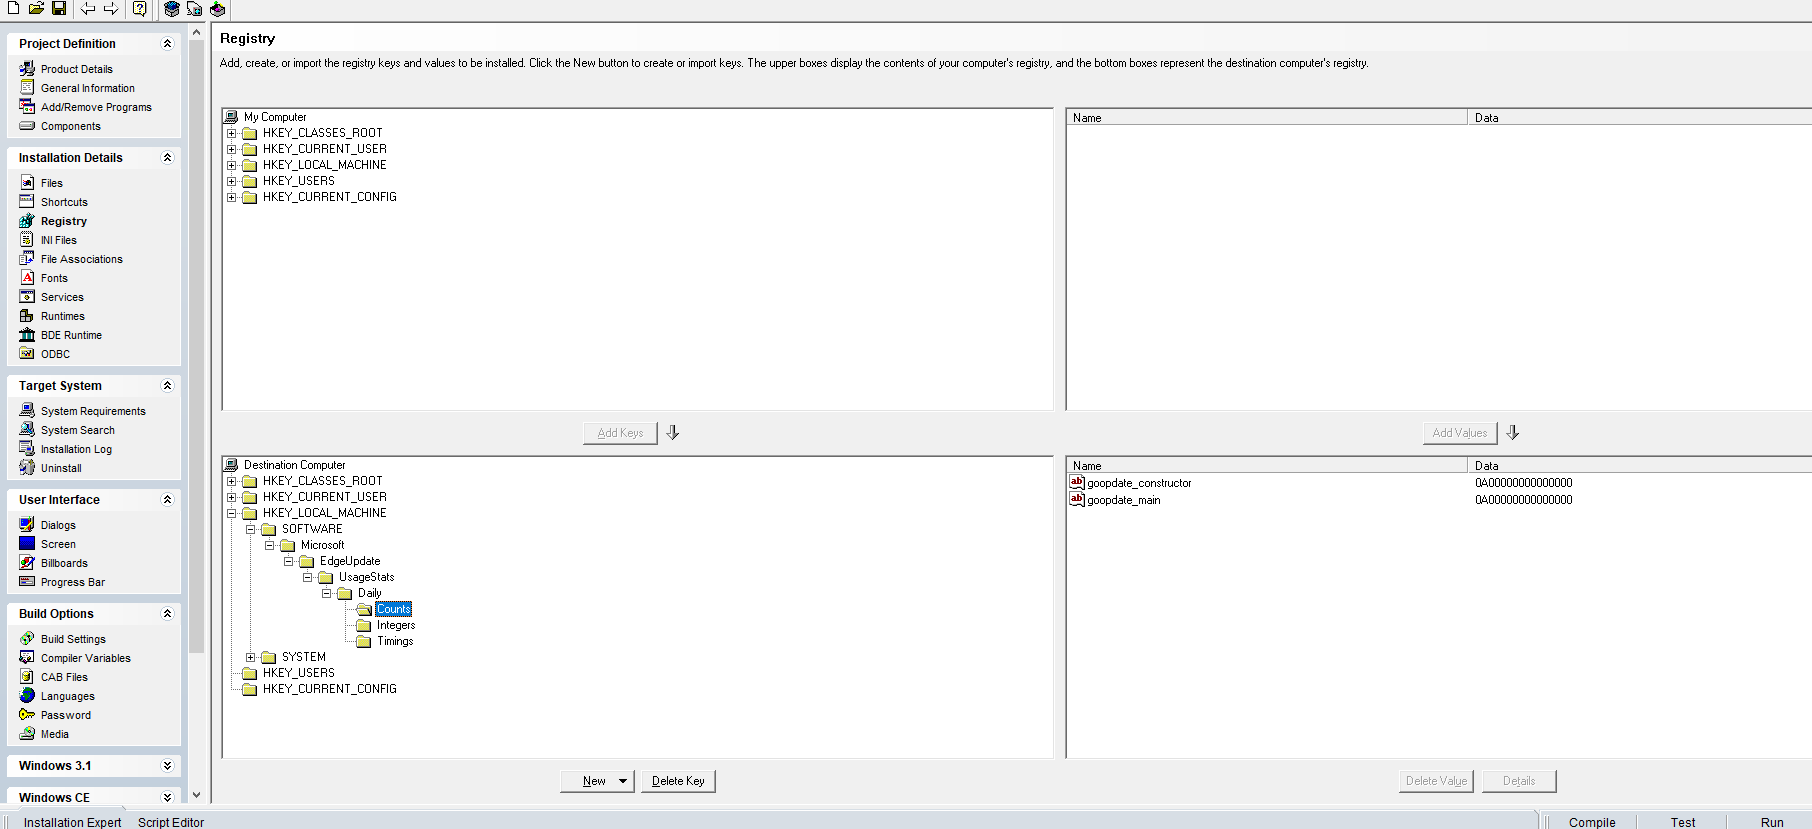 Project Definition
Product Details
General Information
Add/Remove Programs
Components
Installation Details
Files
Shortcuts
Registry
INI Files
File Associations
Fonts
Services
Runtimes
BDE Runtime
ODBC
Target System
System Requirements
System Search
Installation Log
Uninstall
User Interface
Dialogs
Screen
Billboards
Progress Bar
Build Options
Build Settings
Compiler Variables
CAB Files
Languages
Password
Media
Windows 3.1
Windows CE
Registry
Add, create, or import the registry keys and values to be installed. Click the New button to create or import keys. The upper boxes display the contents of your computer's registry, and the bottom boxes represent the destination computer's registry.
My Computer
HKEY_CLASSES_ROOT
HKEY_CURRENT_USER
HKEY_LOCAL_MACHINE
HKEY_USERS
HKEY_CURRENT_CONFIG
Name Data
Add Keys
Add Values
Destination Computer
HKEY_CLASSES_ROOT
HKEY_CURRENT_USER
HKEY_LOCAL_MACHINE
SOFTWARE
Microsoft
EdgeUpdate
UsageStats
Daily
Counts
Integers
Timings
SYSTEM
HKEY_USERS
HKEY_CURRENT_CONFIG
Name Data
ab goopdate_constructor 0A00000000000000
ab goopdate_main 0A00000000000000
New
Delete Key
Delete Value
Details
Installation Expert
Script Editor
Compile
Test
Run